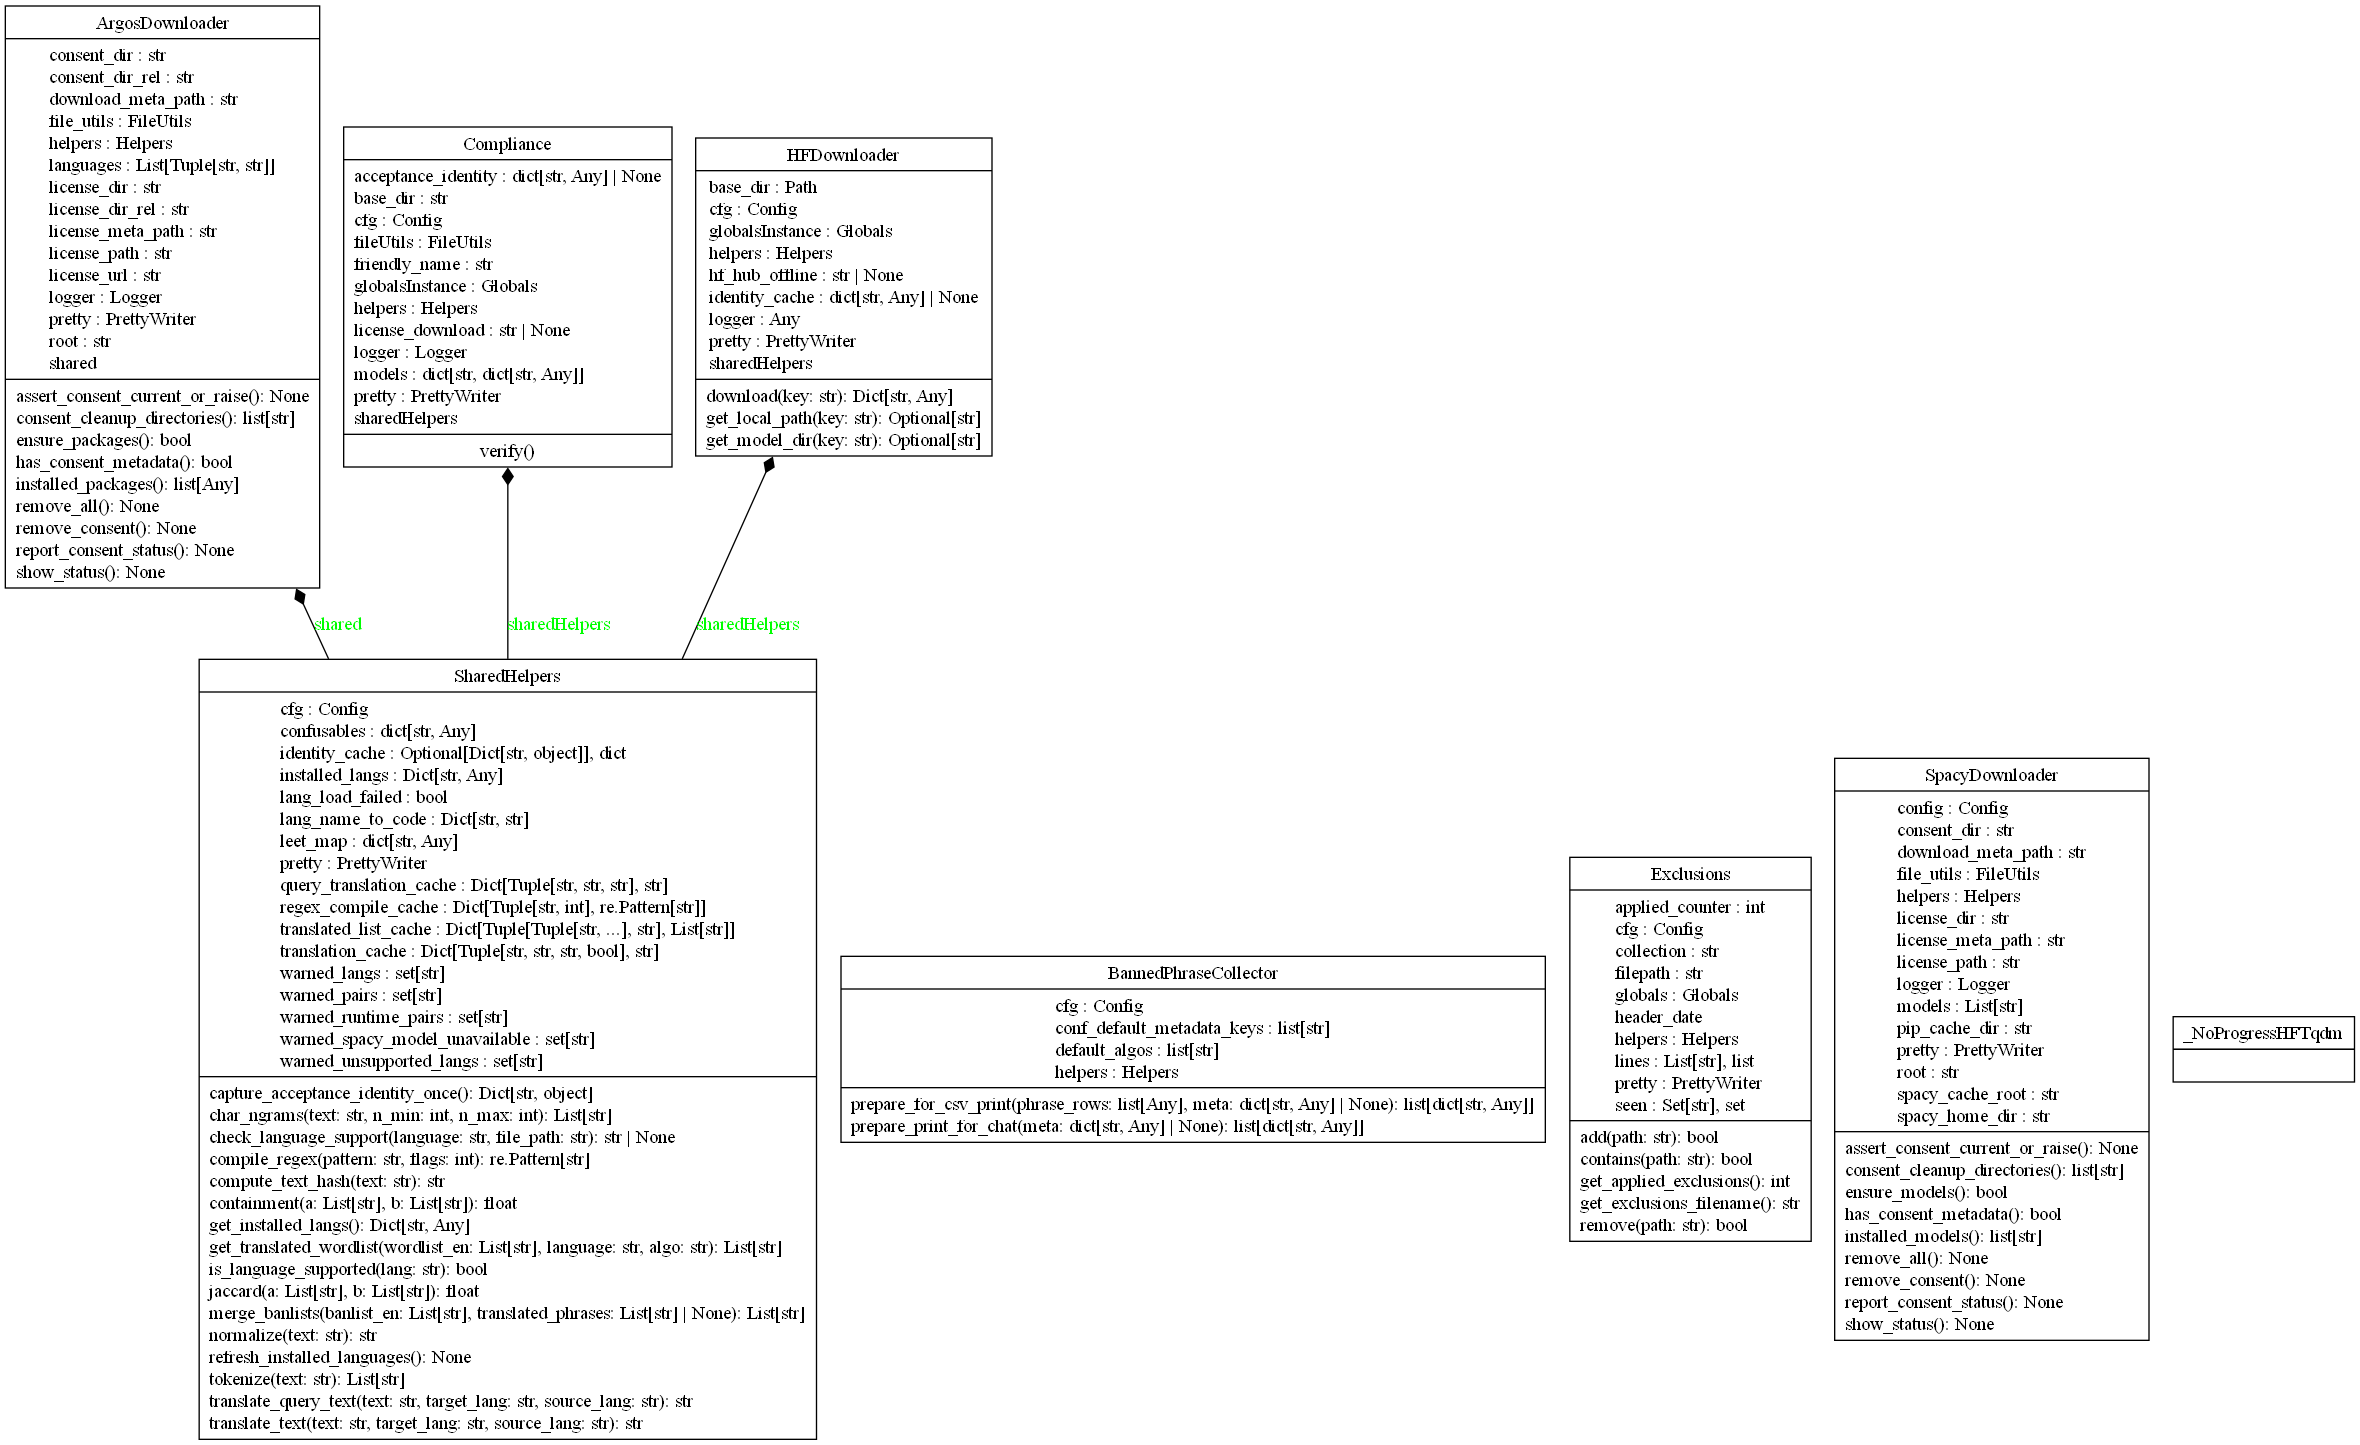 ArgosDownloader
consent_dir : str
consent_dir_rel : str
download_meta_path : str
file_utils : FileUtils
helpers : Helpers
languages : List[Tuple[str, str]]
license_dir : str
license_dir_rel : str
license_meta_path : str
license_path : str
license_url : str
logger : Logger
pretty : PrettyWriter
root : str
shared
assert_consent_current_or_raise(): None
consent_cleanup_directories(): list[str]
ensure_packages(): bool
has_consent_metadata(): bool
installed_packages(): list[Any]
remove_all(): None
remove_consent(): None
report_consent_status(): None
show_status(): None
Compliance
acceptance_identity : dict[str, Any] | None
base_dir : str
cfg : Config
fileUtils : FileUtils
friendly_name : str
globalsInstance : Globals
helpers : Helpers
license_download : str | None
logger : Logger
models : dict[str, dict[str, Any]]
pretty : PrettyWriter
sharedHelpers
verify()
HFDownloader
base_dir : Path
cfg : Config
globalsInstance : Globals
helpers : Helpers
hf_hub_offline : str | None
identity_cache : dict[str, Any] | None
logger : Any
pretty : PrettyWriter
sharedHelpers
download(key: str): Dict[str, Any]
get_local_path(key: str): Optional[str]
get_model_dir(key: str): Optional[str]
shared
sharedHelpers
sharedHelpers
SharedHelpers
cfg : Config
confusables : dict[str, Any]
identity_cache : Optional[Dict[str, object]], dict
installed_langs : Dict[str, Any]
lang_load_failed : bool
lang_name_to_code : Dict[str, str]
leet_map : dict[str, Any]
pretty : PrettyWriter
query_translation_cache : Dict[Tuple[str, str, str], str]
regex_compile_cache : Dict[Tuple[str, int], re.Pattern[str]]
translated_list_cache : Dict[Tuple[Tuple[str, ...], str], List[str]]
translation_cache : Dict[Tuple[str, str, str, bool], str]
warned_langs : set[str]
warned_pairs : set[str]
warned_runtime_pairs : set[str]
warned_spacy_model_unavailable : set[str]
warned_unsupported_langs : set[str]
capture_acceptance_identity_once(): Dict[str, object]
char_ngrams(text: str, n_min: int, n_max: int): List[str]
check_language_support(language: str, file_path: str): str | None
compile_regex(pattern: str, flags: int): re.Pattern[str]
compute_text_hash(text: str): str
containment(a: List[str], b: List[str]): float
get_installed_langs(): Dict[str, Any]
get_translated_wordlist(wordlist_en: List[str], language: str, algo: str): List[str]
is_language_supported(lang: str): bool
jaccard(a: List[str], b: List[str]): float
merge_banlists(banlist_en: List[str], translated_phrases: List[str] | None): List[str]
normalize(text: str): str
refresh_installed_languages(): None
tokenize(text: str): List[str]
translate_query_text(text: str, target_lang: str, source_lang: str): str
translate_text(text: str, target_lang: str, source_lang: str): str
BannedPhraseCollector
cfg : Config
conf_default_metadata_keys : list[str]
default_algos : list[str]
helpers : Helpers
prepare_for_csv_print(phrase_rows: list[Any], meta: dict[str, Any] | None): list[dict[str, Any]]
prepare_print_for_chat(meta: dict[str, Any] | None): list[dict[str, Any]]
Exclusions
applied_counter : int
cfg : Config
collection : str
filepath : str
globals : Globals
header_date
helpers : Helpers
lines : List[str], list
pretty : PrettyWriter
seen : Set[str], set
add(path: str): bool
contains(path: str): bool
get_applied_exclusions(): int
get_exclusions_filename(): str
remove(path: str): bool
SpacyDownloader
config : Config
consent_dir : str
download_meta_path : str
file_utils : FileUtils
helpers : Helpers
license_dir : str
license_meta_path : str
license_path : str
logger : Logger
models : List[str]
pip_cache_dir : str
pretty : PrettyWriter
root : str
spacy_cache_root : str
spacy_home_dir : str
assert_consent_current_or_raise(): None
consent_cleanup_directories(): list[str]
ensure_models(): bool
has_consent_metadata(): bool
installed_models(): list[str]
remove_all(): None
remove_consent(): None
report_consent_status(): None
show_status(): None
_NoProgressHFTqdm